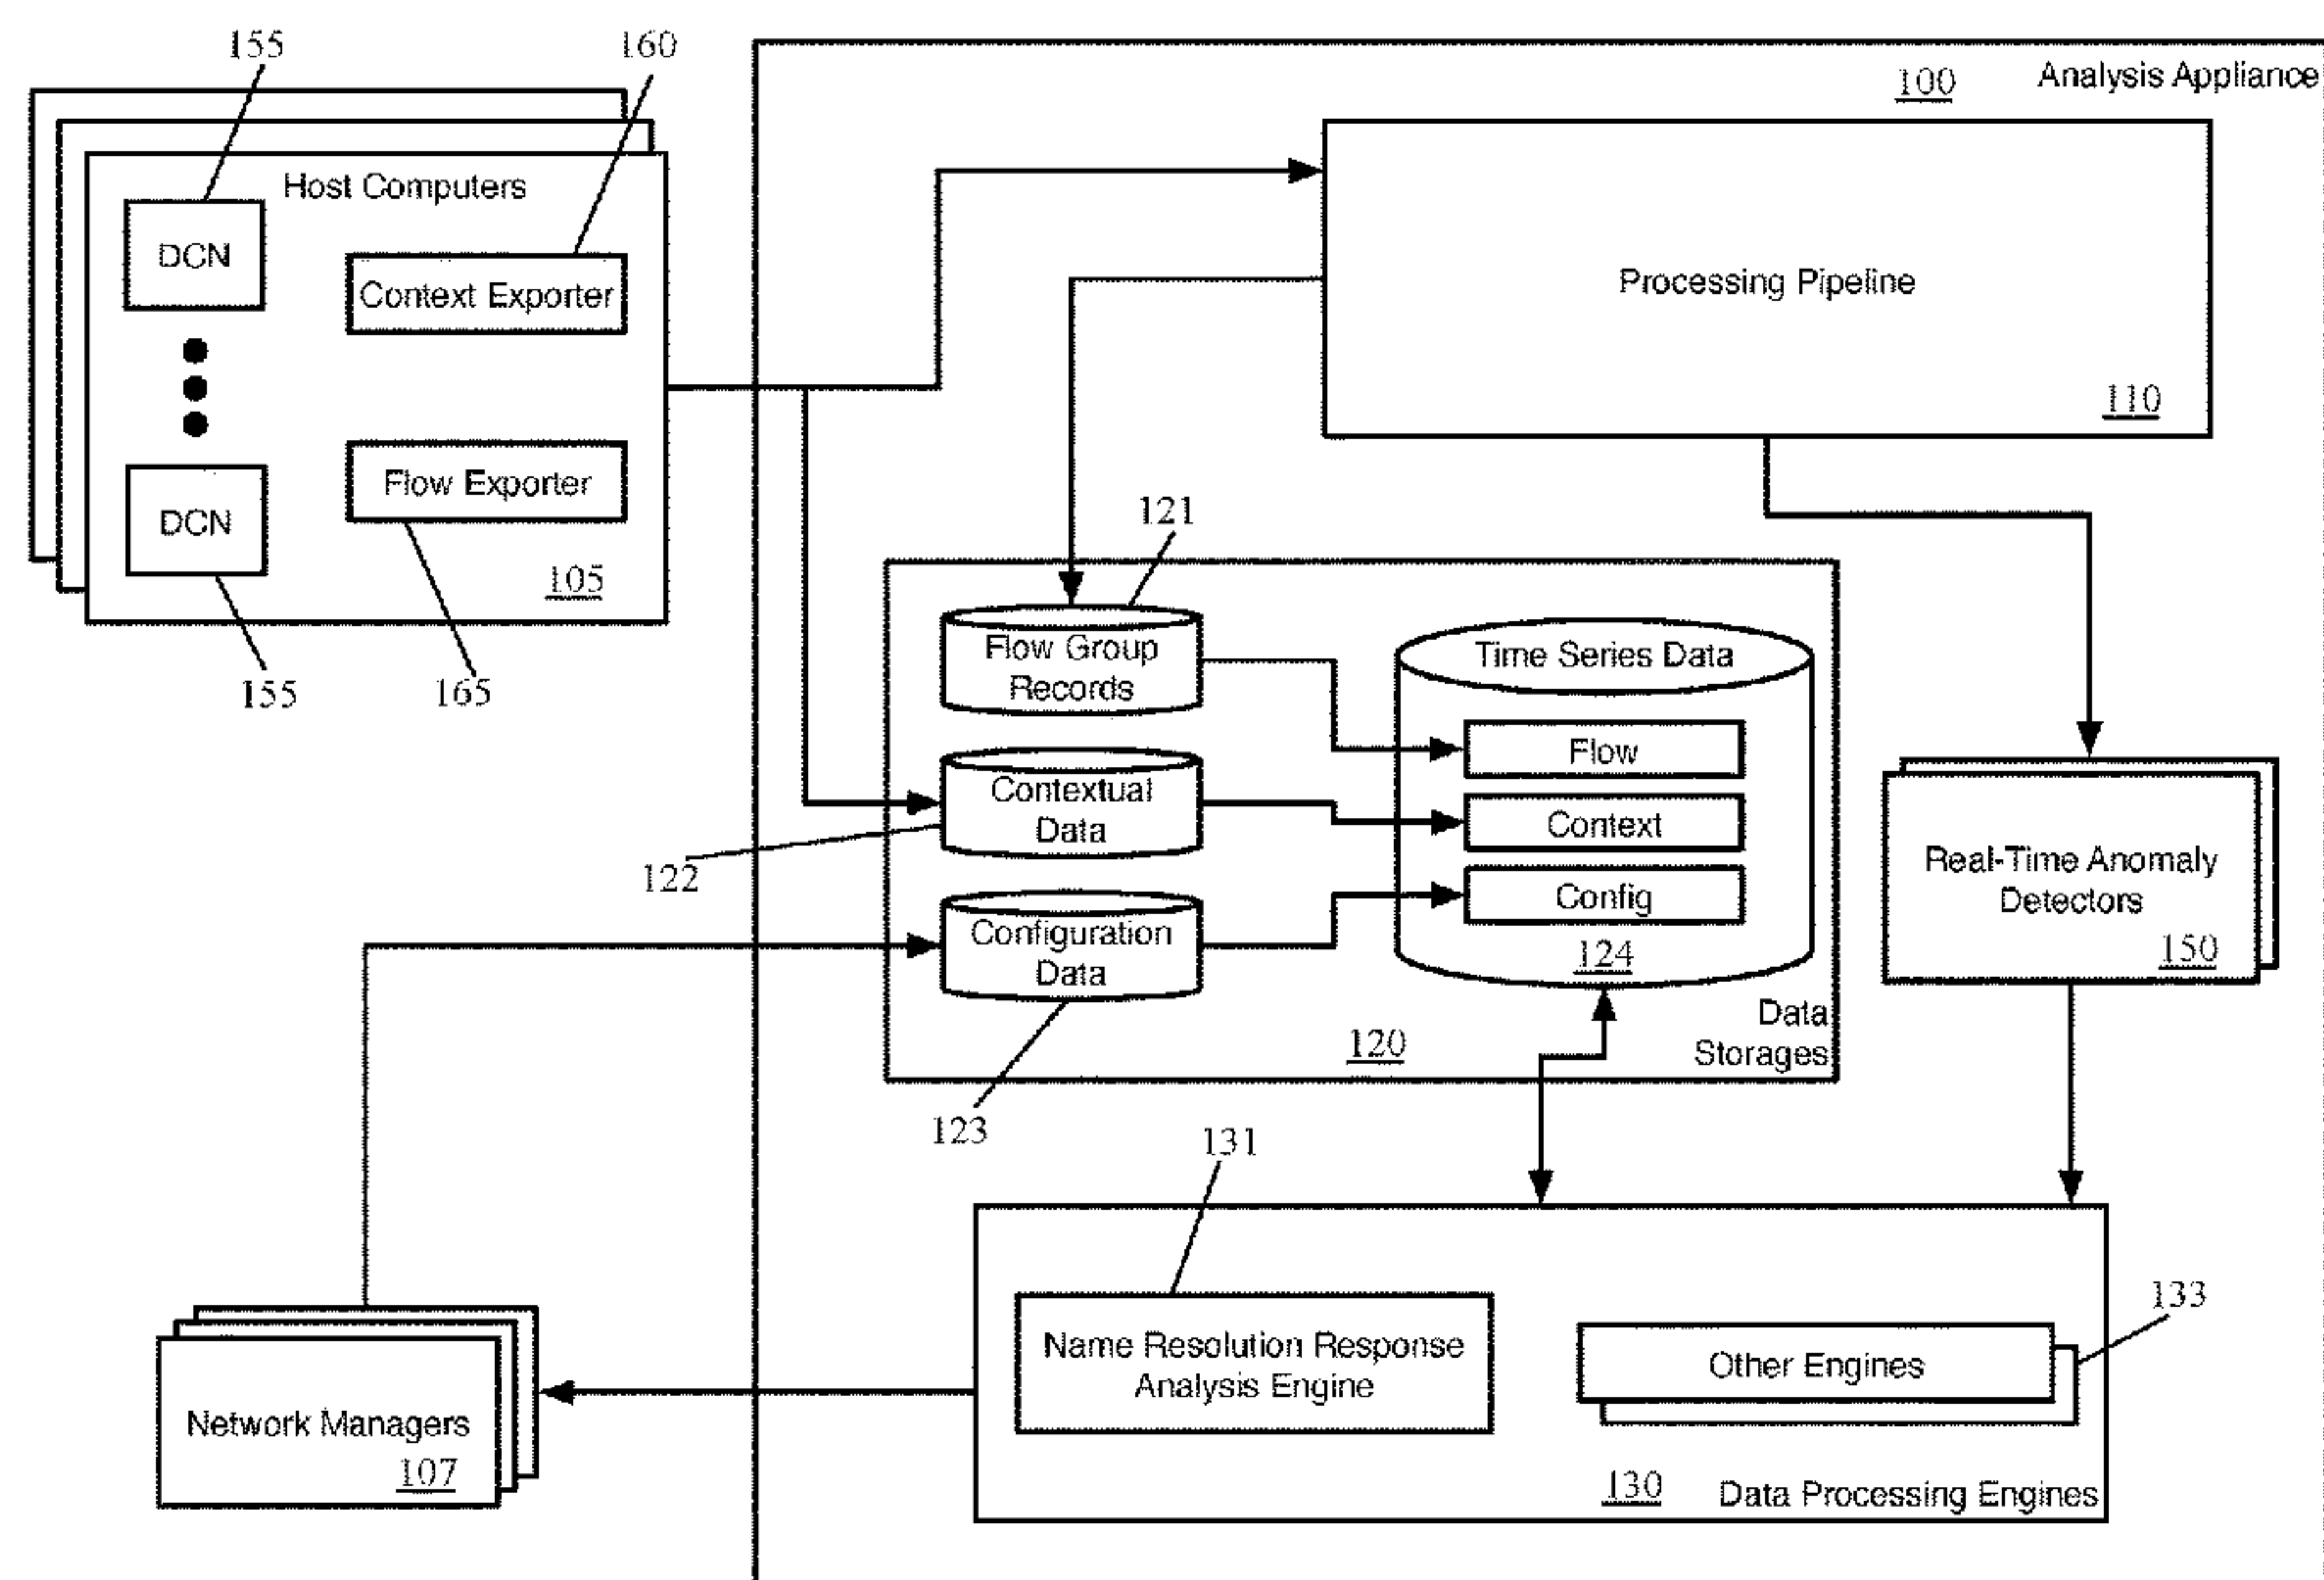 155
160
100
Analysis Appliance
Host Computers
DCN
Context Exporter
Processing Pipeline
110
Flow Exporter
DCN
105
155
165
121
Flow Group
Records
Time Series Data
Flow
Contextual
Data
Context
122
Real-Time Anomaly
Detectors
150
Config
Configuration
Data
124
Data
Storages
120
123
131
133
Name Resolution Response
Analysis Engine
Other Engines
Network Managers
107
130
Data Processing Engines